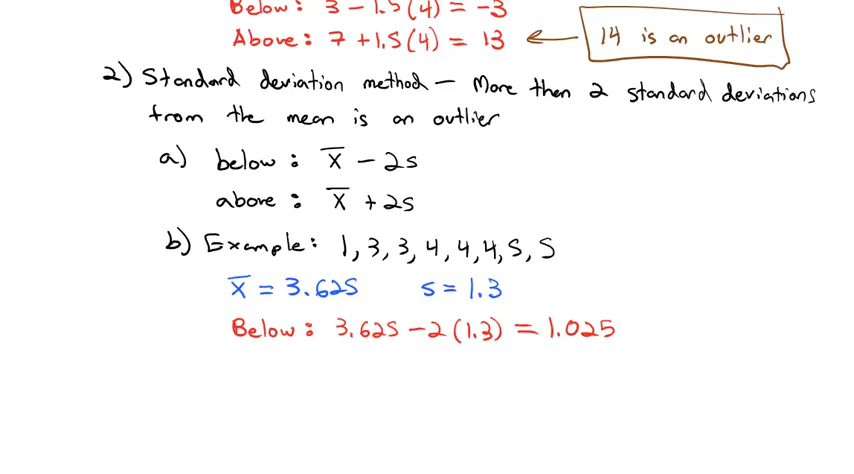 Below: 3 - 1.5(4) = -3
Above: 7 + 1.5(4) = 13
14 is an outlier
2) Standard deviation method - More then 2 standard deviations
from the mean is an outlier
a) below: x̄ - 2s
above: x̄ + 2s
b) Example: 1, 3, 3, 4, 4, 4, 5, 5
x̄ = 3.625 s = 1.3
Below: 3.625 - 2(1.3) = 1.025